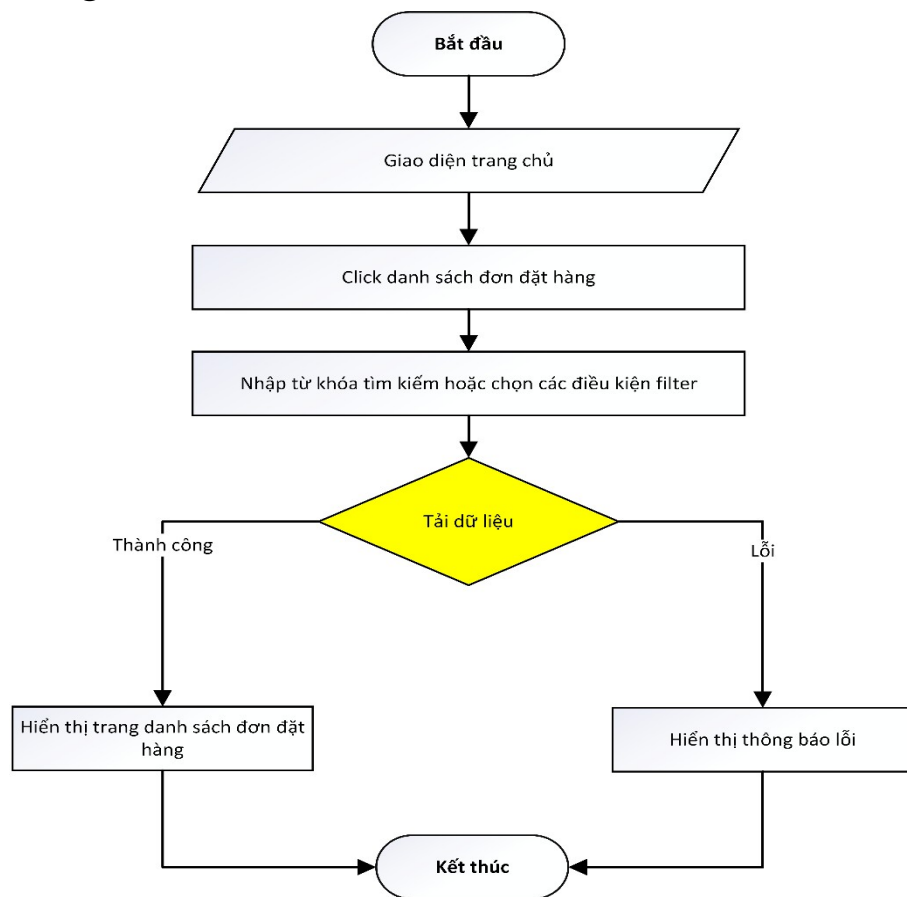 Bắt đầu
Giao diện trang chủ
Click danh sách đơn đặt hàng
Nhập từ khóa tìm kiếm hoặc chọn các điều kiện filter
Tải dữ liệu
Thành công
Lỗi
Hiển thị trang danh sách đơn đặt
hàng
Hiển thị thông báo lỗi
Kết thúc